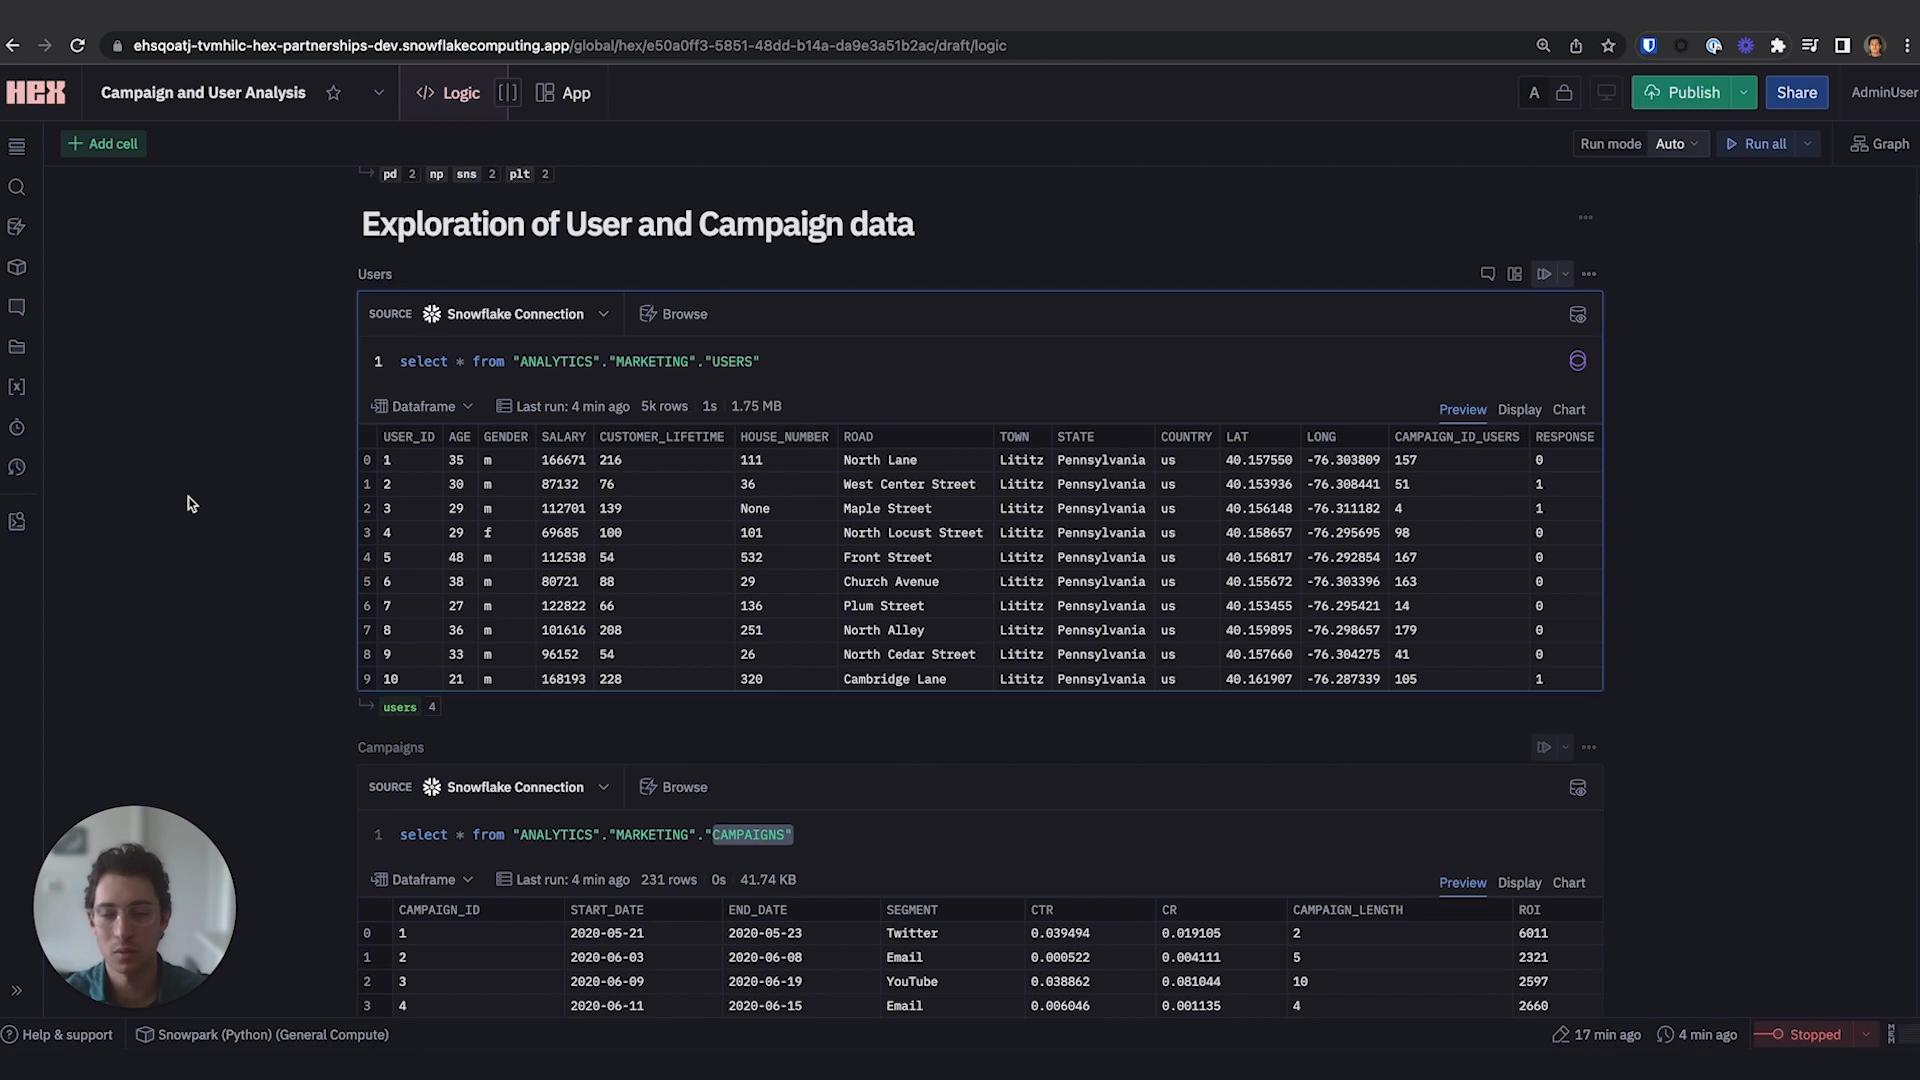 ehsqoatj-tvmhilc-hex-partnerships-dev.snowflakecomputing.app/global/hex/e50a0ff3-5851-48dd-b14a-da9e3a51b2ac/draft/logic
HEX Campaign and User Analysis </> Logic App A Publish Share AdminUser
+ Add cell Run mode Auto Run all Graph
pd 2 np sns 2 plt 2
Exploration of User and Campaign data
Users
SOURCE Snowflake Connection Browse
1 select * from "ANALYTICS"."MARKETING"."USERS"
Dataframe Last run: 4 min ago 5k rows 1s 1.75 MB Preview Display Chart
USER_ID AGE GENDER SALARY CUSTOMER_LIFETIME HOUSE_NUMBER ROAD TOWN STATE COUNTRY LAT LONG CAMPAIGN_ID_USERS RESPONSE
0 1 35 m 166671 216 111 North Lane Lititz Pennsylvania us 40.157550 -76.303809 157 0
1 2 30 m 87132 76 36 West Center Street Lititz Pennsylvania us 40.153936 -76.308441 51 1
2 3 29 m 112701 139 None Maple Street Lititz Pennsylvania us 40.156148 -76.311182 4 1
3 4 29 f 69685 100 101 North Locust Street Lititz Pennsylvania us 40.158657 -76.295695 98 0
4 5 48 m 112538 54 532 Front Street Lititz Pennsylvania us 40.156817 -76.292854 167 0
5 6 38 m 80721 88 29 Church Avenue Lititz Pennsylvania us 40.155672 -76.303396 163 0
6 7 27 m 122822 66 136 Plum Street Lititz Pennsylvania us 40.153455 -76.295421 14 0
7 8 36 m 101616 208 251 North Alley Lititz Pennsylvania us 40.159895 -76.298657 179 0
8 9 33 m 96152 54 26 North Cedar Street Lititz Pennsylvania us 40.157660 -76.304275 41 0
9 10 21 m 168193 228 320 Cambridge Lane Lititz Pennsylvania us 40.161907 -76.287339 105 1
users 4
Campaigns
SOURCE Snowflake Connection Browse
1 select * from "ANALYTICS"."MARKETING"."CAMPAIGNS"
Dataframe Last run: 4 min ago 231 rows 0s 41.74 KB Preview Display Chart
CAMPAIGN_ID START_DATE END_DATE SEGMENT CTR CR CAMPAIGN_LENGTH ROI
0 1 2020-05-21 2020-05-23 Twitter 0.039494 0.019105 2 6011
1 2 2020-06-03 2020-06-08 Email 0.000522 0.004111 5 2321
2 3 2020-06-09 2020-06-19 YouTube 0.038862 0.081044 10 2597
3 4 2020-06-11 2020-06-15 Email 0.006046 0.001135 4 2660
Help & support Snowpark (Python) (General Compute) 17 min ago 4 min ago Stopped MEM